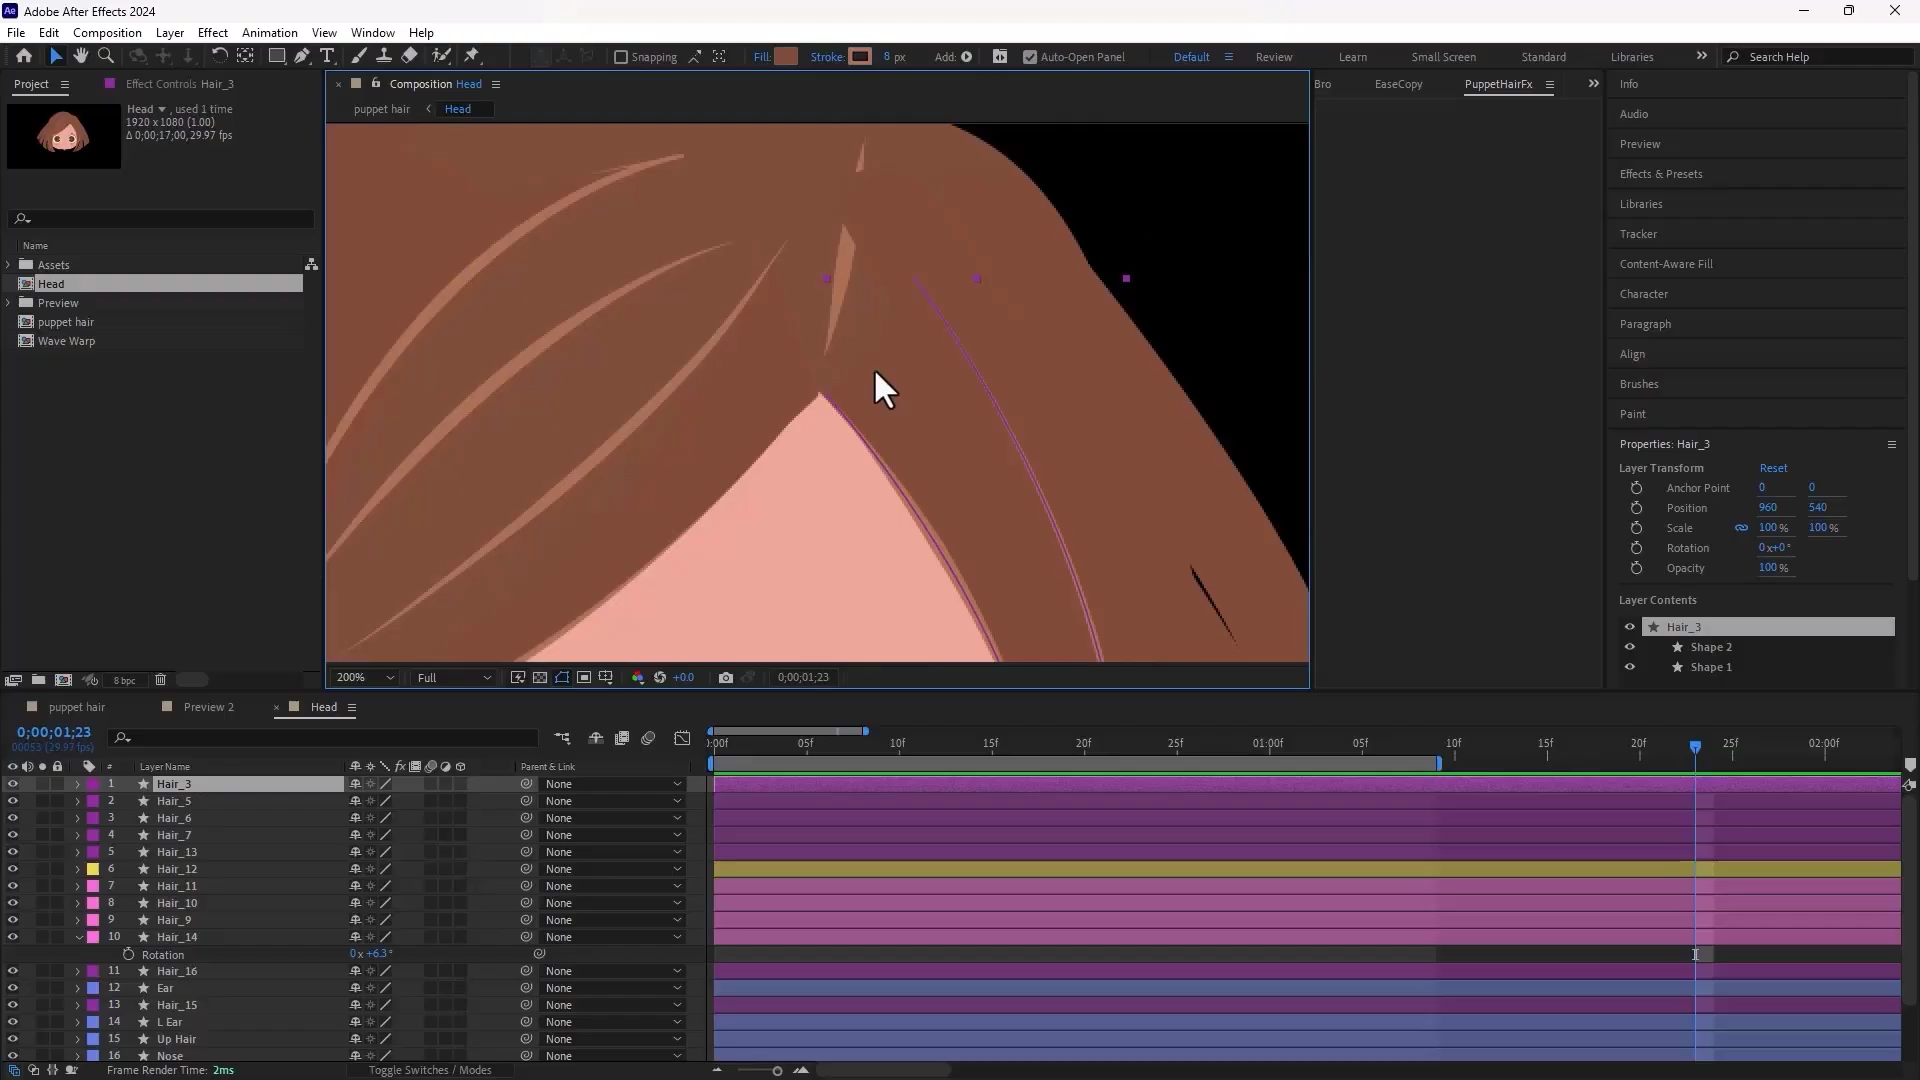 Ae Adobe After Effects 2024
File Edit Composition Layer Effect Animation View Window Help
Snapping Fill: Stroke: 8 px Add: Auto-Open Panel Default Review Learn Small Screen Standard Libraries Search Help
Project Effect Controls Hair_3
Head , used 1 time
1920 x 1080 (1.00)
Δ 0;00;17;00, 29.97 fps
Name
Assets
Head
Preview
puppet hair
Wave Warp
8 bpc
Composition Head
puppet hair Head
200% Full +0.0 0;00;01;23
Bro EaseCopy PuppetHairFx
Info
Audio
Preview
Effects & Presets
Libraries
Tracker
Content-Aware Fill
Character
Paragraph
Align
Brushes
Paint
Properties: Hair_3
Layer Transform Reset
Anchor Point 0 0
Position 960 540
Scale 100 % 100 %
Rotation 0x+0°
Opacity 100 %
Layer Contents
Hair_3
Shape 2
Shape 1
puppet hair Preview 2 Head
0;00;01;23
00053 (29.97 fps)
0:00f 05f 10f 15f 20f 25f 01:00f 05f 10f 15f 20f 25f 02:00f
# Layer Name fx Parent & Link
1 Hair_3 None
2 Hair_5 None
3 Hair_6 None
4 Hair_7 None
5 Hair_13 None
6 Hair_12 None
7 Hair_11 None
8 Hair_10 None
9 Hair_9 None
10 Hair_14 None
Rotation 0x+6.3°
11 Hair_16 None
12 Ear None
13 Hair_15 None
14 L Ear None
15 Up Hair None
16 Nose None
Frame Render Time: 2ms Toggle Switches / Modes